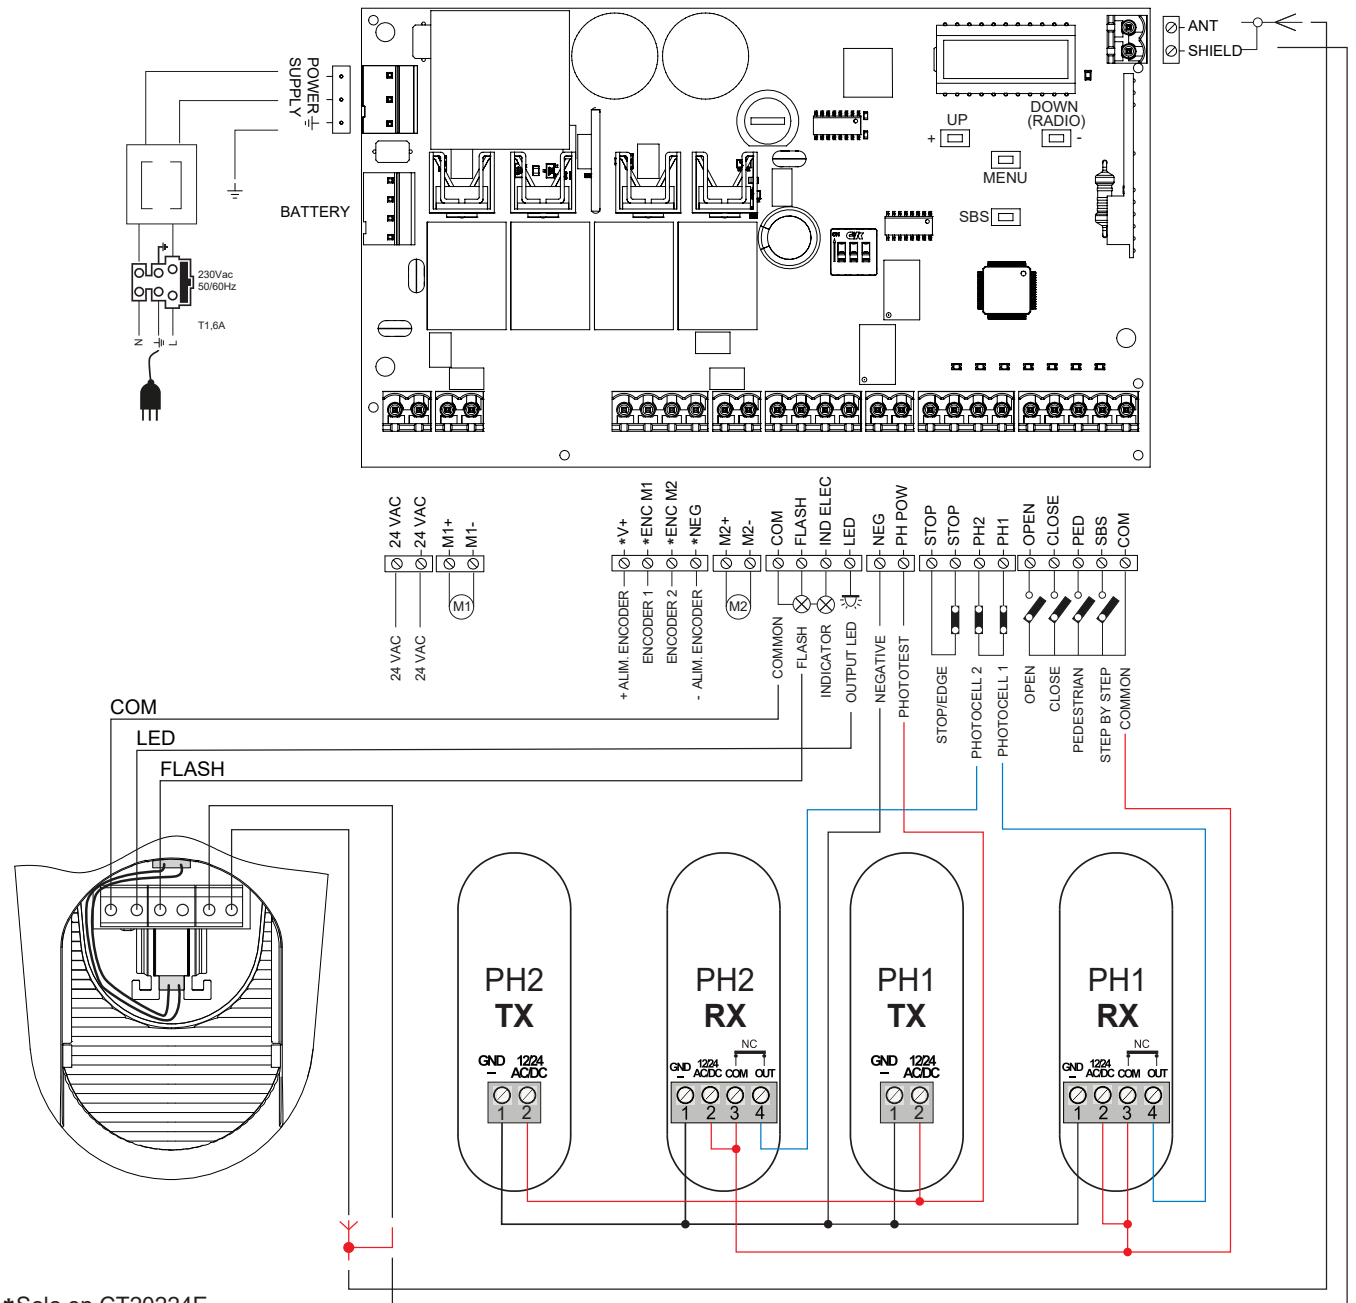 ANT
SHIELD
POWER
SUPPLY
BATTERY
UP
+
DOWN
(RADIO)
-
MENU
SBS
ON
230Vac
50/60Hz
T1,6A
N
L
24 VAC
24 VAC
M1+
M1-
*V+
*ENC M1
*ENC M2
*NEG
M2+
M2-
COM
FLASH
IND ELEC
LED
NEG
PH POW
STOP
STOP
PH2
PH1
OPEN
CLOSE
PED
SBS
COM
M1
M2
24 VAC
24 VAC
+ ALIM. ENCODER
ENCODER 1
ENCODER 2
- ALIM. ENCODER
COMMON
FLASH
INDICATOR
OUTPUT LED
NEGATIVE
PHOTOTEST
STOP/EDGE
PHOTOCELL 2
PHOTOCELL 1
OPEN
CLOSE
PEDESTRIAN
STEP BY STEP
COMMON
COM
LED
FLASH
PH2
TX
GND
-
12/24
AC/DC
1 2
PH2
RX
NC
GND
-
12/24
AC/DC
COM OUT
1 2 3 4
PH1
TX
GND
-
12/24
AC/DC
1 2
PH1
RX
NC
GND
-
12/24
AC/DC
COM OUT
1 2 3 4